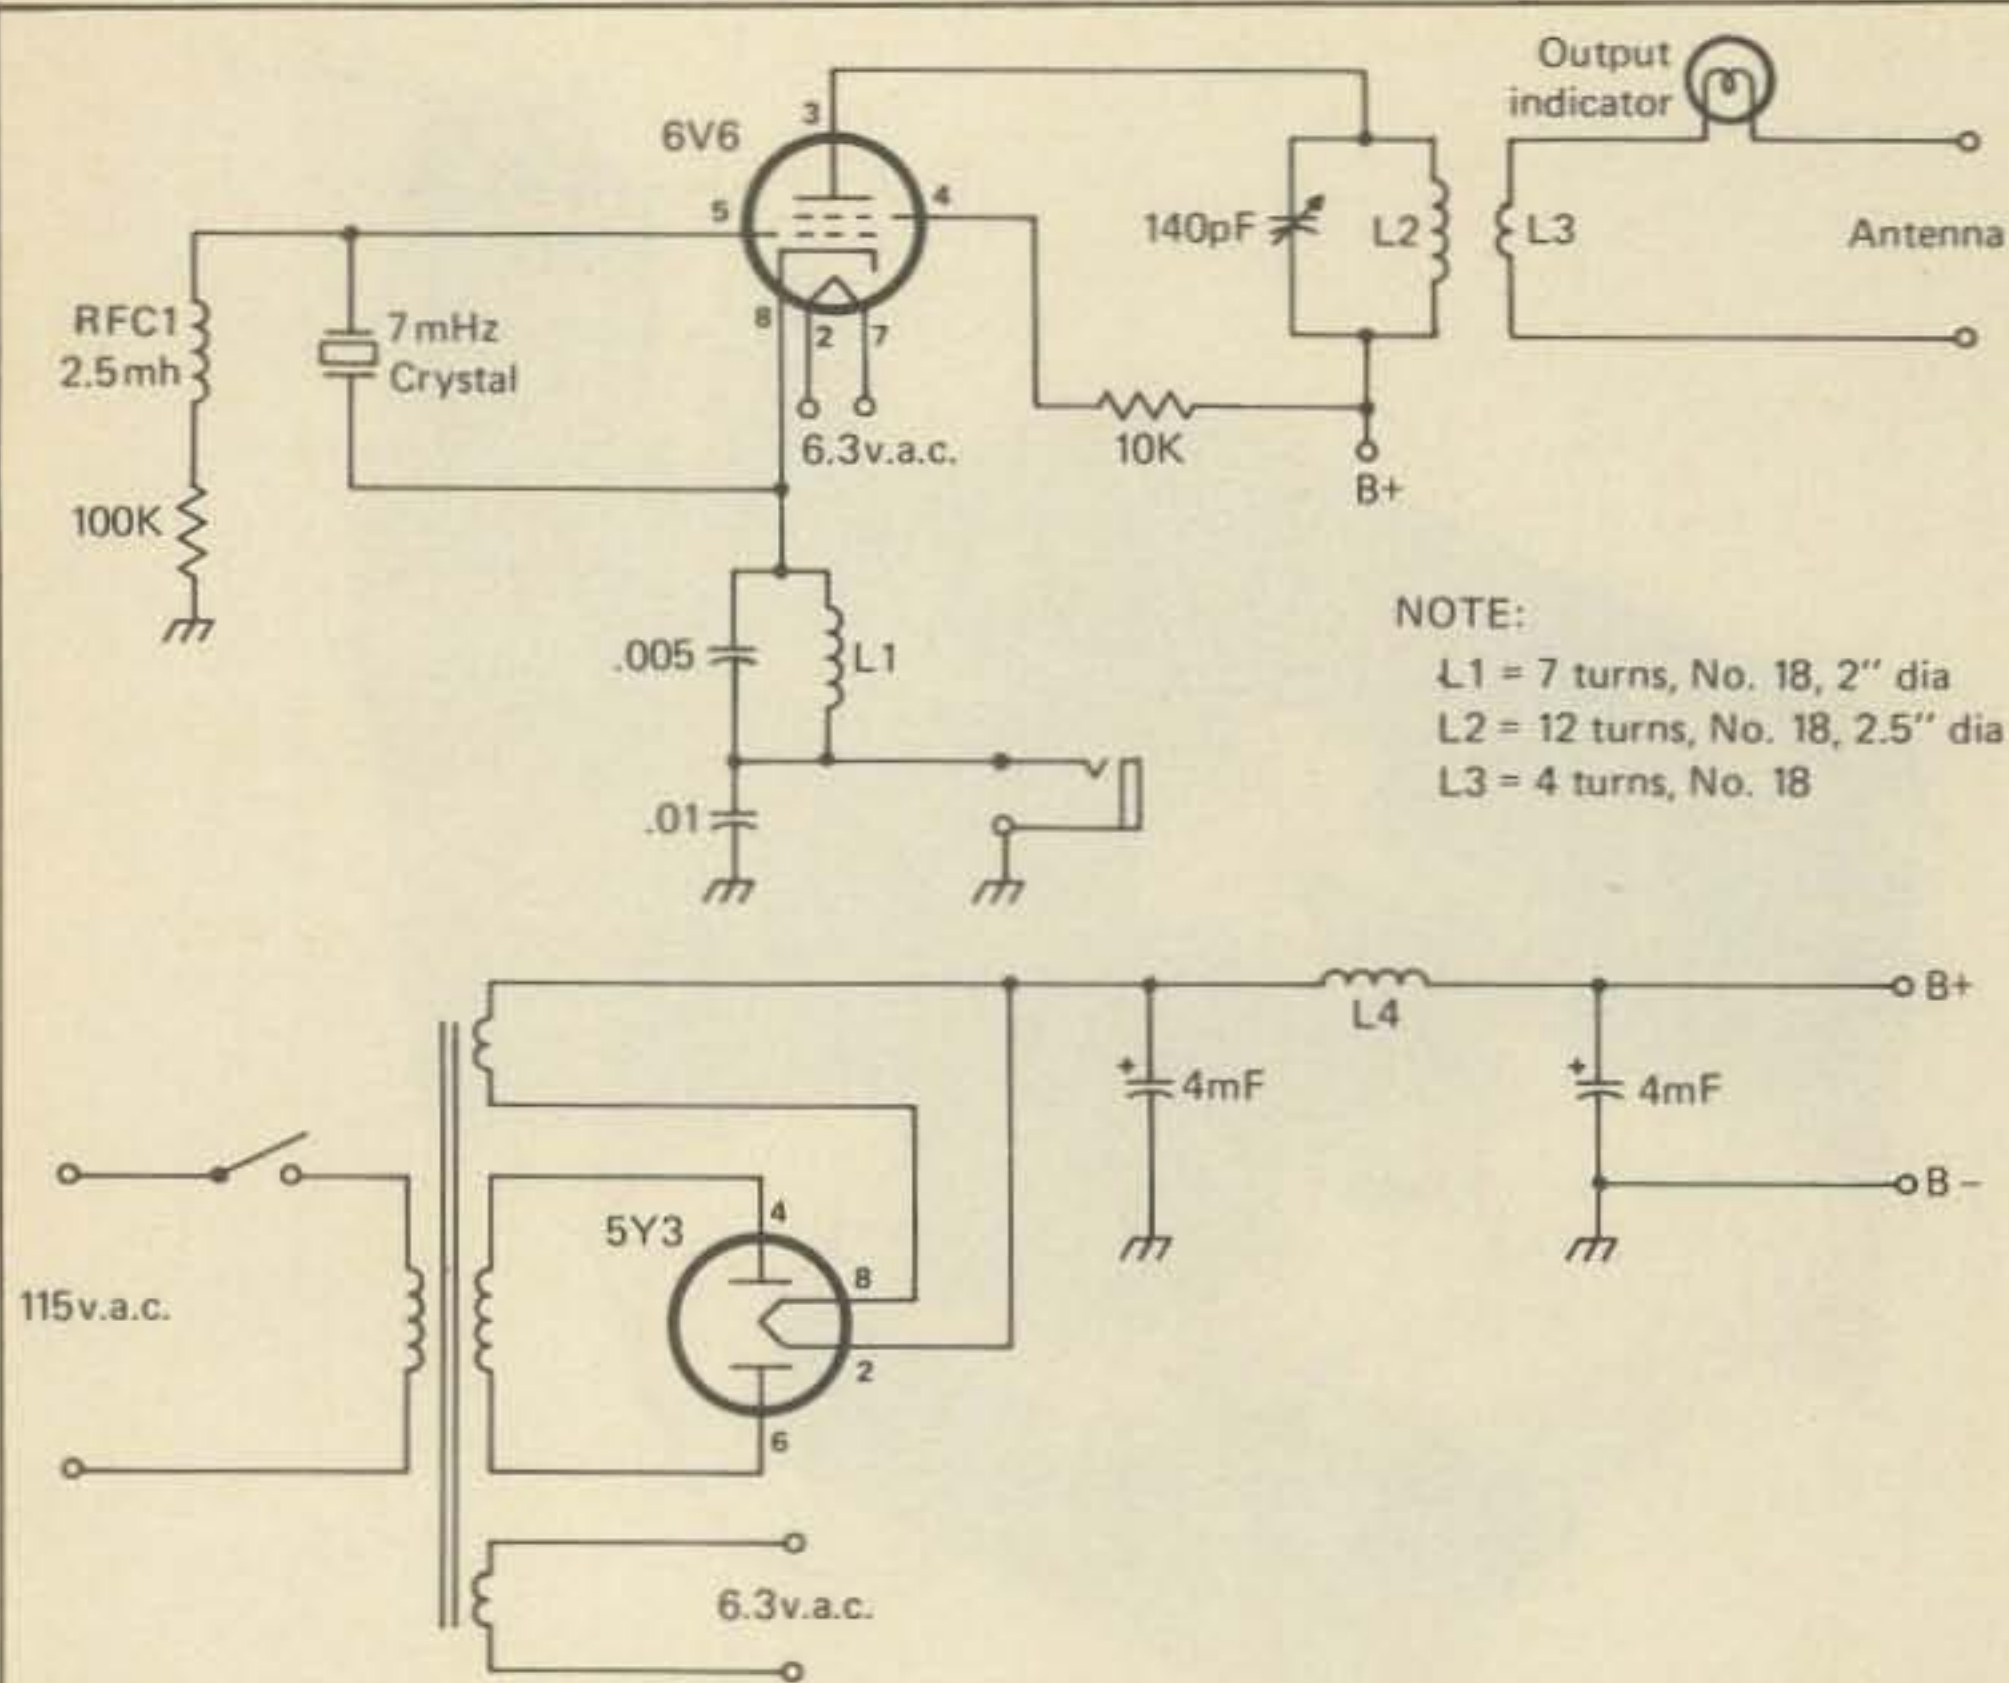 Output
indicator
3
6V6
4
5
140pF
L2
L3
Antenna
RFC1
2.5mh
7mHz
Crystal
8
2
7
6.3v.a.c.
10K
B+
100K
NOTE:
L1 = 7 turns, No. 18, 2" dia
L2 = 12 turns, No. 18, 2.5" dia
L3 = 4 turns, No. 18
.005
L1
.01
B+
L4
+
4mF
+
4mF
B-
5Y3
4
8
2
6
115v.a.c.
6.3v.a.c.